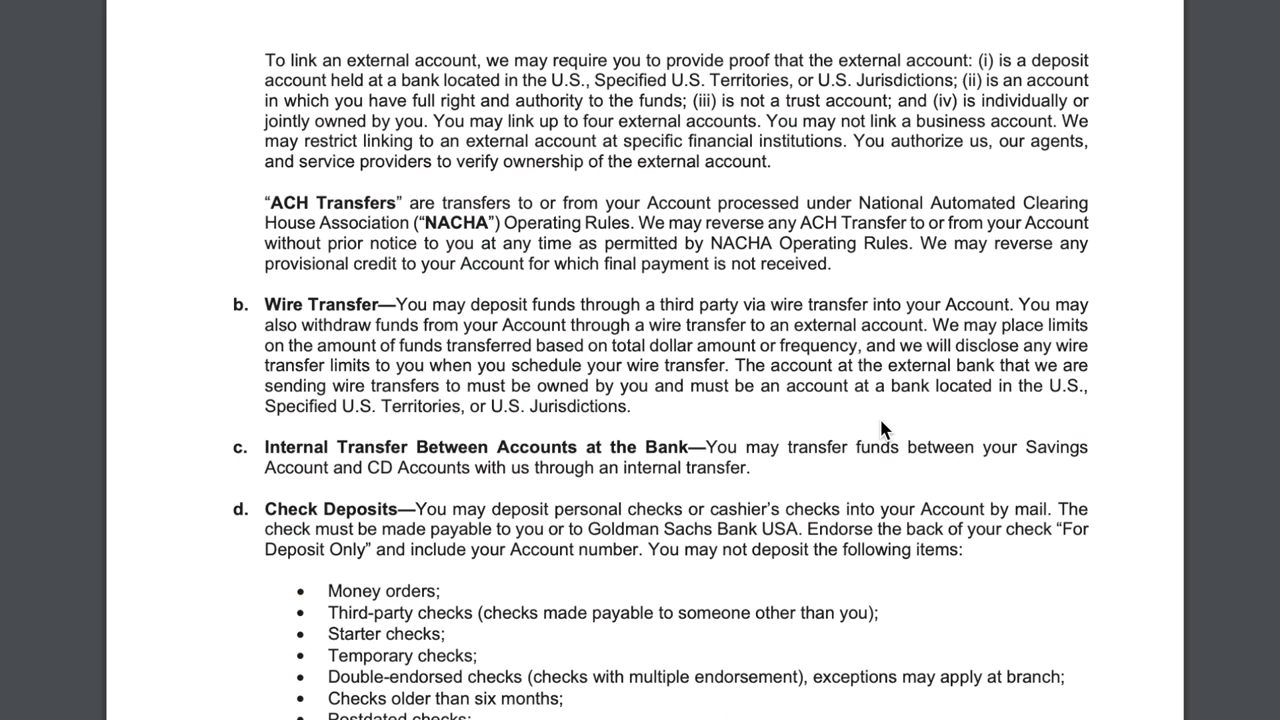 To link an external account, we may require you to provide proof that the external account: (i) is a deposit
account held at a bank located in the U.S., Specified U.S. Territories, or U.S. Jurisdictions; (ii) is an account
in which you have full right and authority to the funds; (iii) is not a trust account; and (iv) is individually or
jointly owned by you. You may link up to four external accounts. You may not link a business account. We
may restrict linking to an external account at specific financial institutions. You authorize us, our agents,
and service providers to verify ownership of the external account.
“ACH Transfers” are transfers to or from your Account processed under National Automated Clearing
House Association (“NACHA”) Operating Rules. We may reverse any ACH Transfer to or from your Account
without prior notice to you at any time as permitted by NACHA Operating Rules. We may reverse any
provisional credit to your Account for which final payment is not received.
b. Wire Transfer—You may deposit funds through a third party via wire transfer into your Account. You may
also withdraw funds from your Account through a wire transfer to an external account. We may place limits
on the amount of funds transferred based on total dollar amount or frequency, and we will disclose any wire
transfer limits to you when you schedule your wire transfer. The account at the external bank that we are
sending wire transfers to must be owned by you and must be an account at a bank located in the U.S.,
Specified U.S. Territories, or U.S. Jurisdictions.
c. Internal Transfer Between Accounts at the Bank—You may transfer funds between your Savings
Account and CD Accounts with us through an internal transfer.
d. Check Deposits—You may deposit personal checks or cashier’s checks into your Account by mail. The
check must be made payable to you or to Goldman Sachs Bank USA. Endorse the back of your check “For
Deposit Only” and include your Account number. You may not deposit the following items:
• Money orders;
• Third-party checks (checks made payable to someone other than you);
• Starter checks;
• Temporary checks;
• Double-endorsed checks (checks with multiple endorsement), exceptions may apply at branch;
• Checks older than six months;
• Postdated checks;